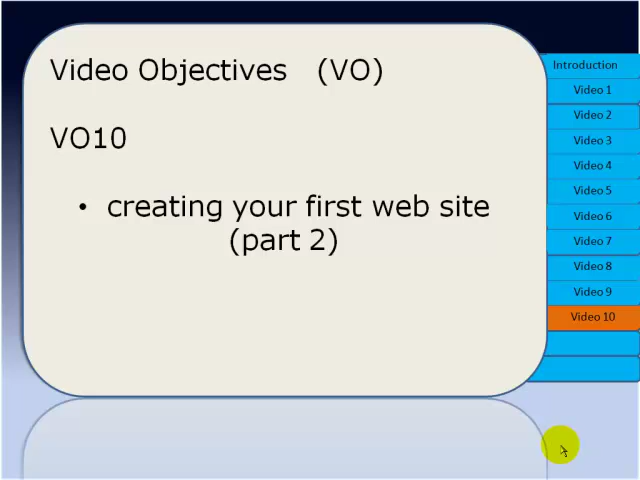 Video Objectives (VO)
VO10
• creating your first web site
(part 2)
Introduction
Video 1
Video 2
Video 3
Video 4
Video 5
Video 6
Video 7
Video 8
Video 9
Video 10